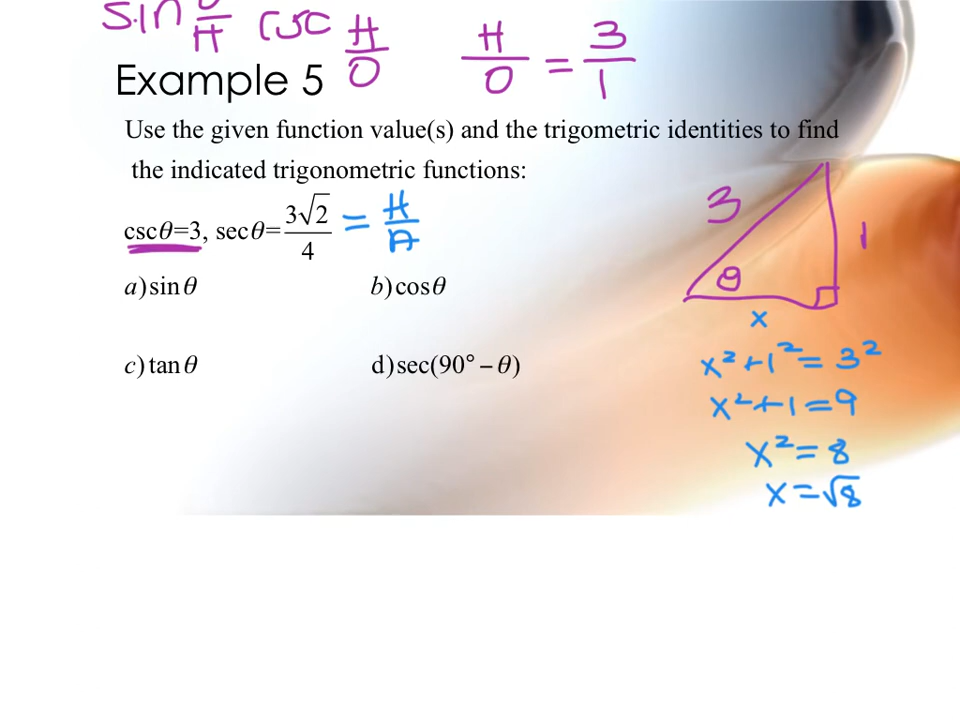 sin O/H csc H/O H/O = 3/1
Example 5
Use the given function value(s) and the trigometric identities to find
the indicated trigonometric functions:
cscθ=3, secθ=3√2/4 = H/A
a)sinθ b)cosθ
c)tanθ d)sec(90°−θ)
3
1
θ
x
x²+1²=3²
x²+1=9
x²=8
x=√8